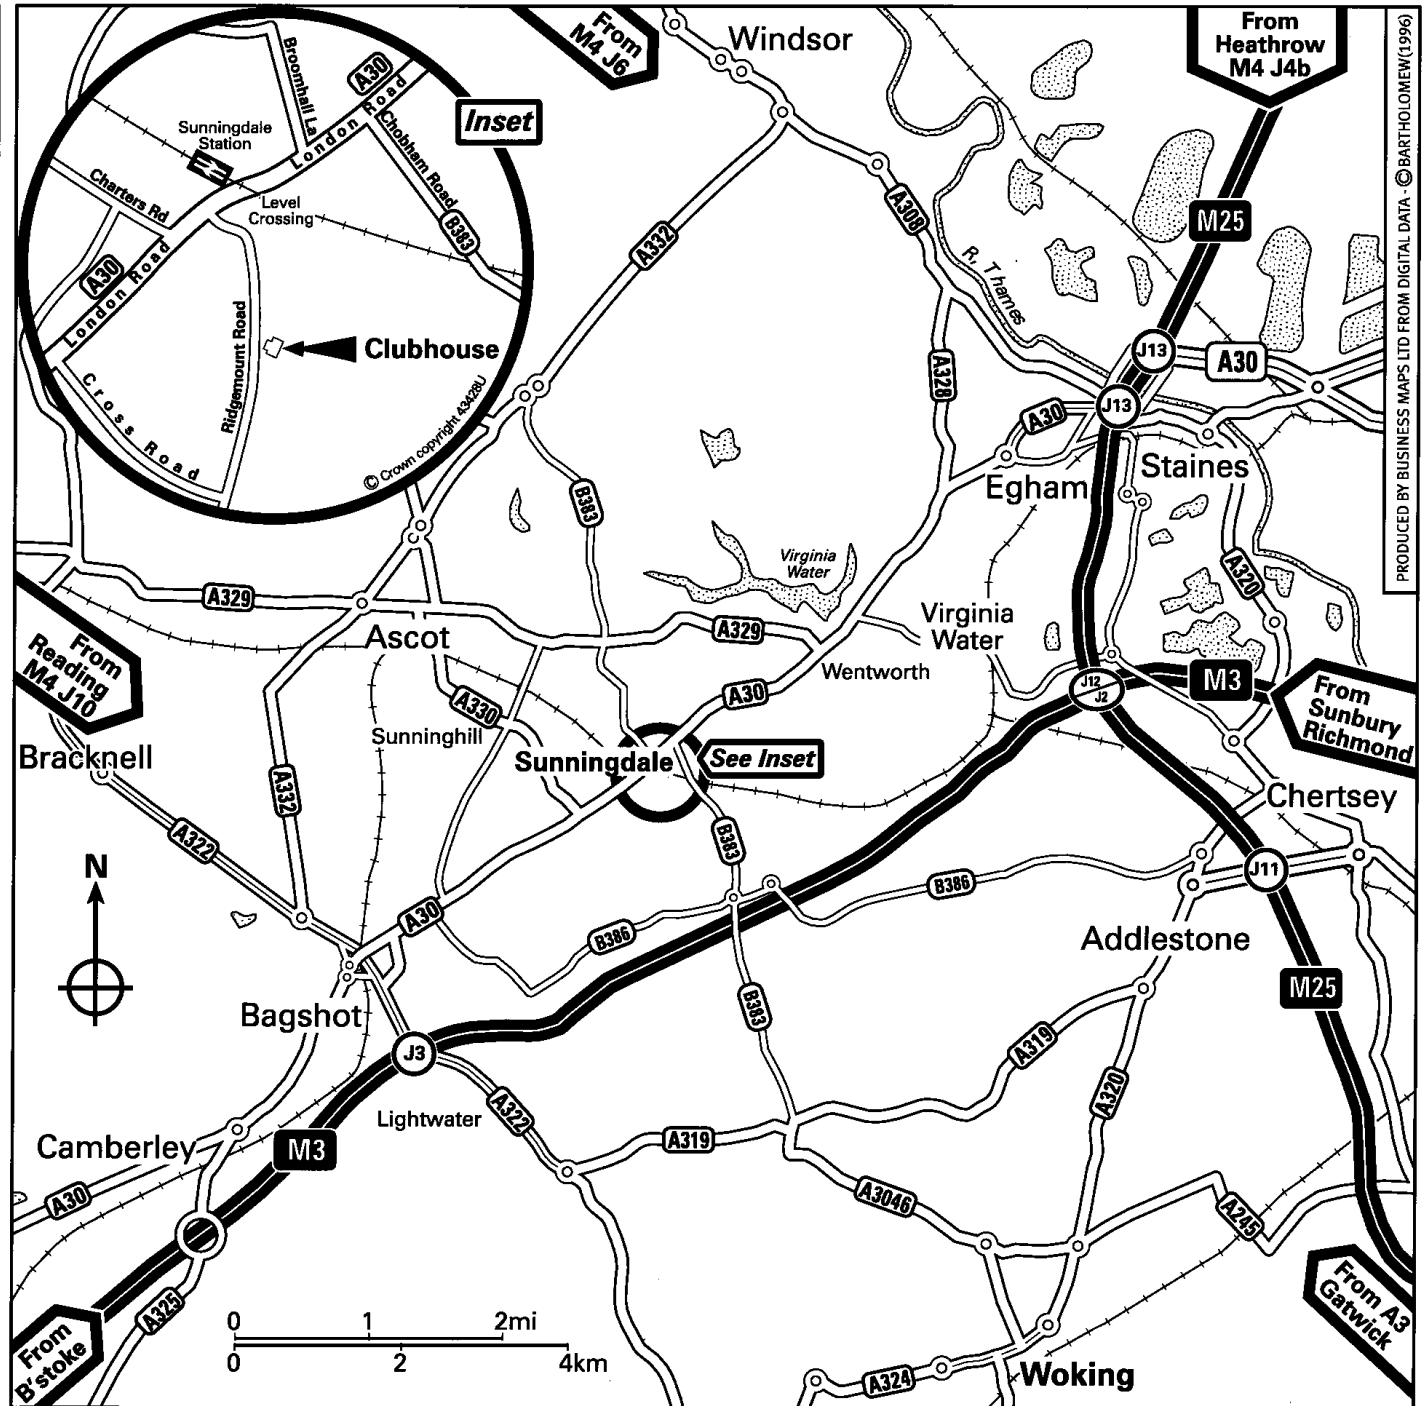 From
M4 J6
Windsor
From
Heathrow
M4 J4b
PRODUCED BY BUSINESS MAPS LTD FROM DIGITAL DATA - ©BARTHOLOMEW(1996)
Inset
Broomhall La
A30
London Road
Sunningdale
Station
Chobham Road
B383
Charters Rd
Level
Crossing
A30
London Road
Ridgemount Road
Clubhouse
Cross Road
© Crown copyright 43428U
A332
A308
R. Thames
M25
J13
A30
J13
A328
A30
Egham
Staines
B383
Virginia
Water
A320
A329
Ascot
A329
Virginia
Water
Wentworth
From
Reading
M4 J10
A30
J12
J2
M3
From
Sunbury
Richmond
A330
Sunninghill
Bracknell
Sunningdale
See Inset
A332
Chertsey
A322
B383
N
J11
B386
A30
B386
Addlestone
M25
Bagshot
B383
J3
A319
A320
Lightwater
A322
A319
Camberley
M3
A30
A3046
A245
From A3
Gatwick
A325
From
B'stoke
0 1 2mi
0 2 4km
A324
Woking